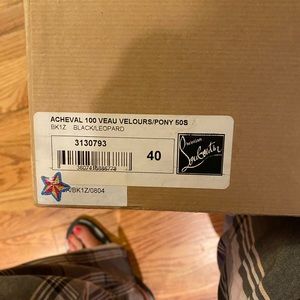 ACHEVAL 100 VEAU VELOURS/PONY 50S
BK1Z BLACK/LEOPARD
3130793
40
Christian
Louboutin
/BK1Z/0804